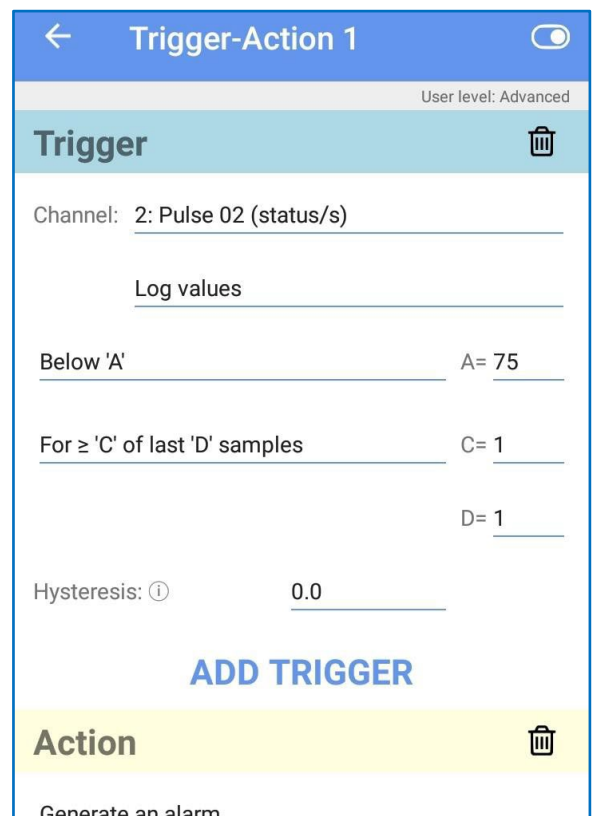 Trigger-Action 1
User level: Advanced
Trigger
Channel: 2: Pulse 02 (status/s)
Log values
Below 'A' A= 75
For ≥ 'C' of last 'D' samples C= 1
D= 1
Hysteresis: ⓘ 0.0
ADD TRIGGER
Action
Generate an alarm